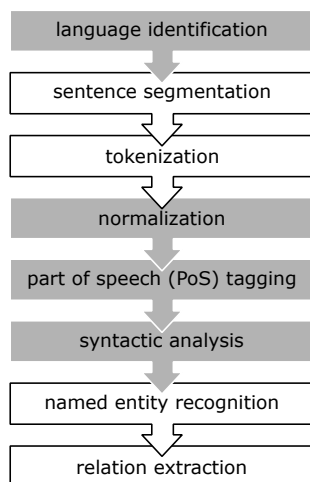 language identification
sentence segmentation
tokenization
normalization
part of speech (PoS) tagging
syntactic analysis
named entity recognition
relation extraction